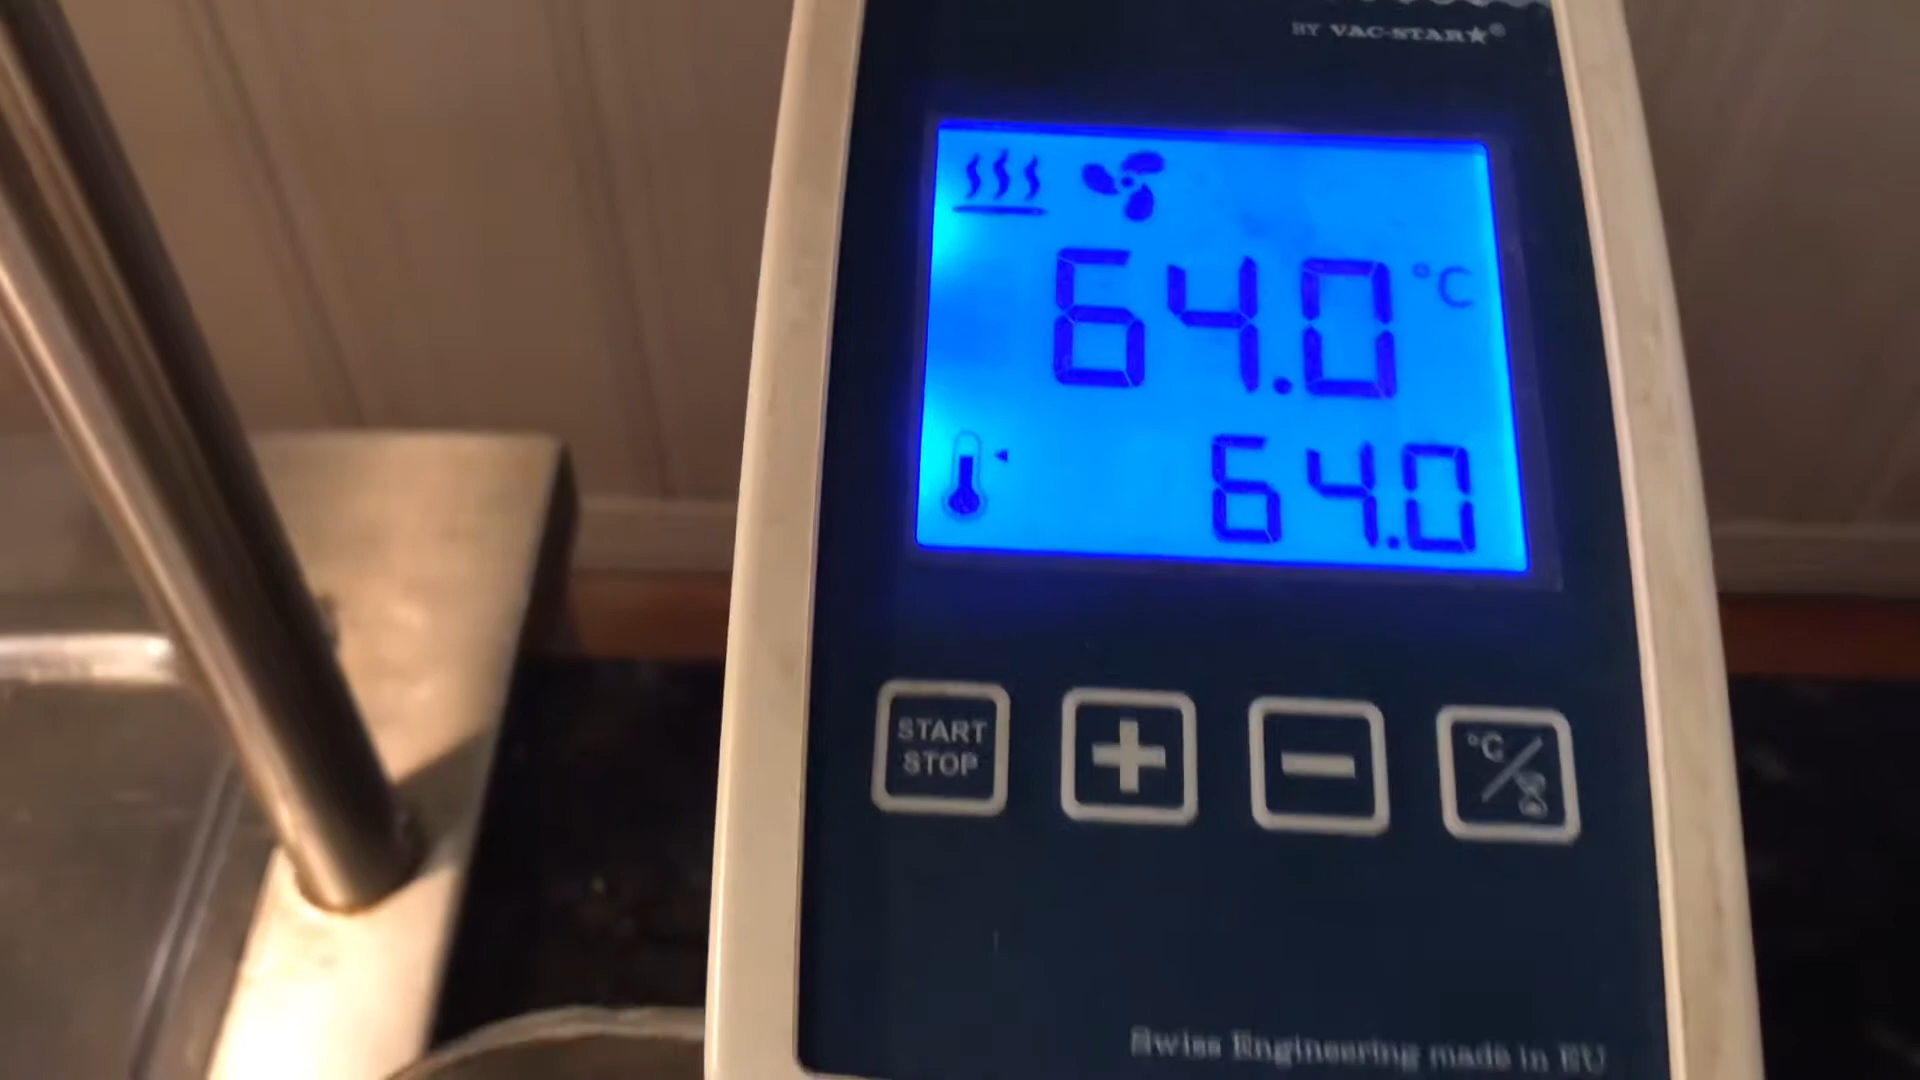 BY VAC-STAR®
64.0 °C
64.0
START
STOP
+
−
°C/
Swiss Engineering made in EU